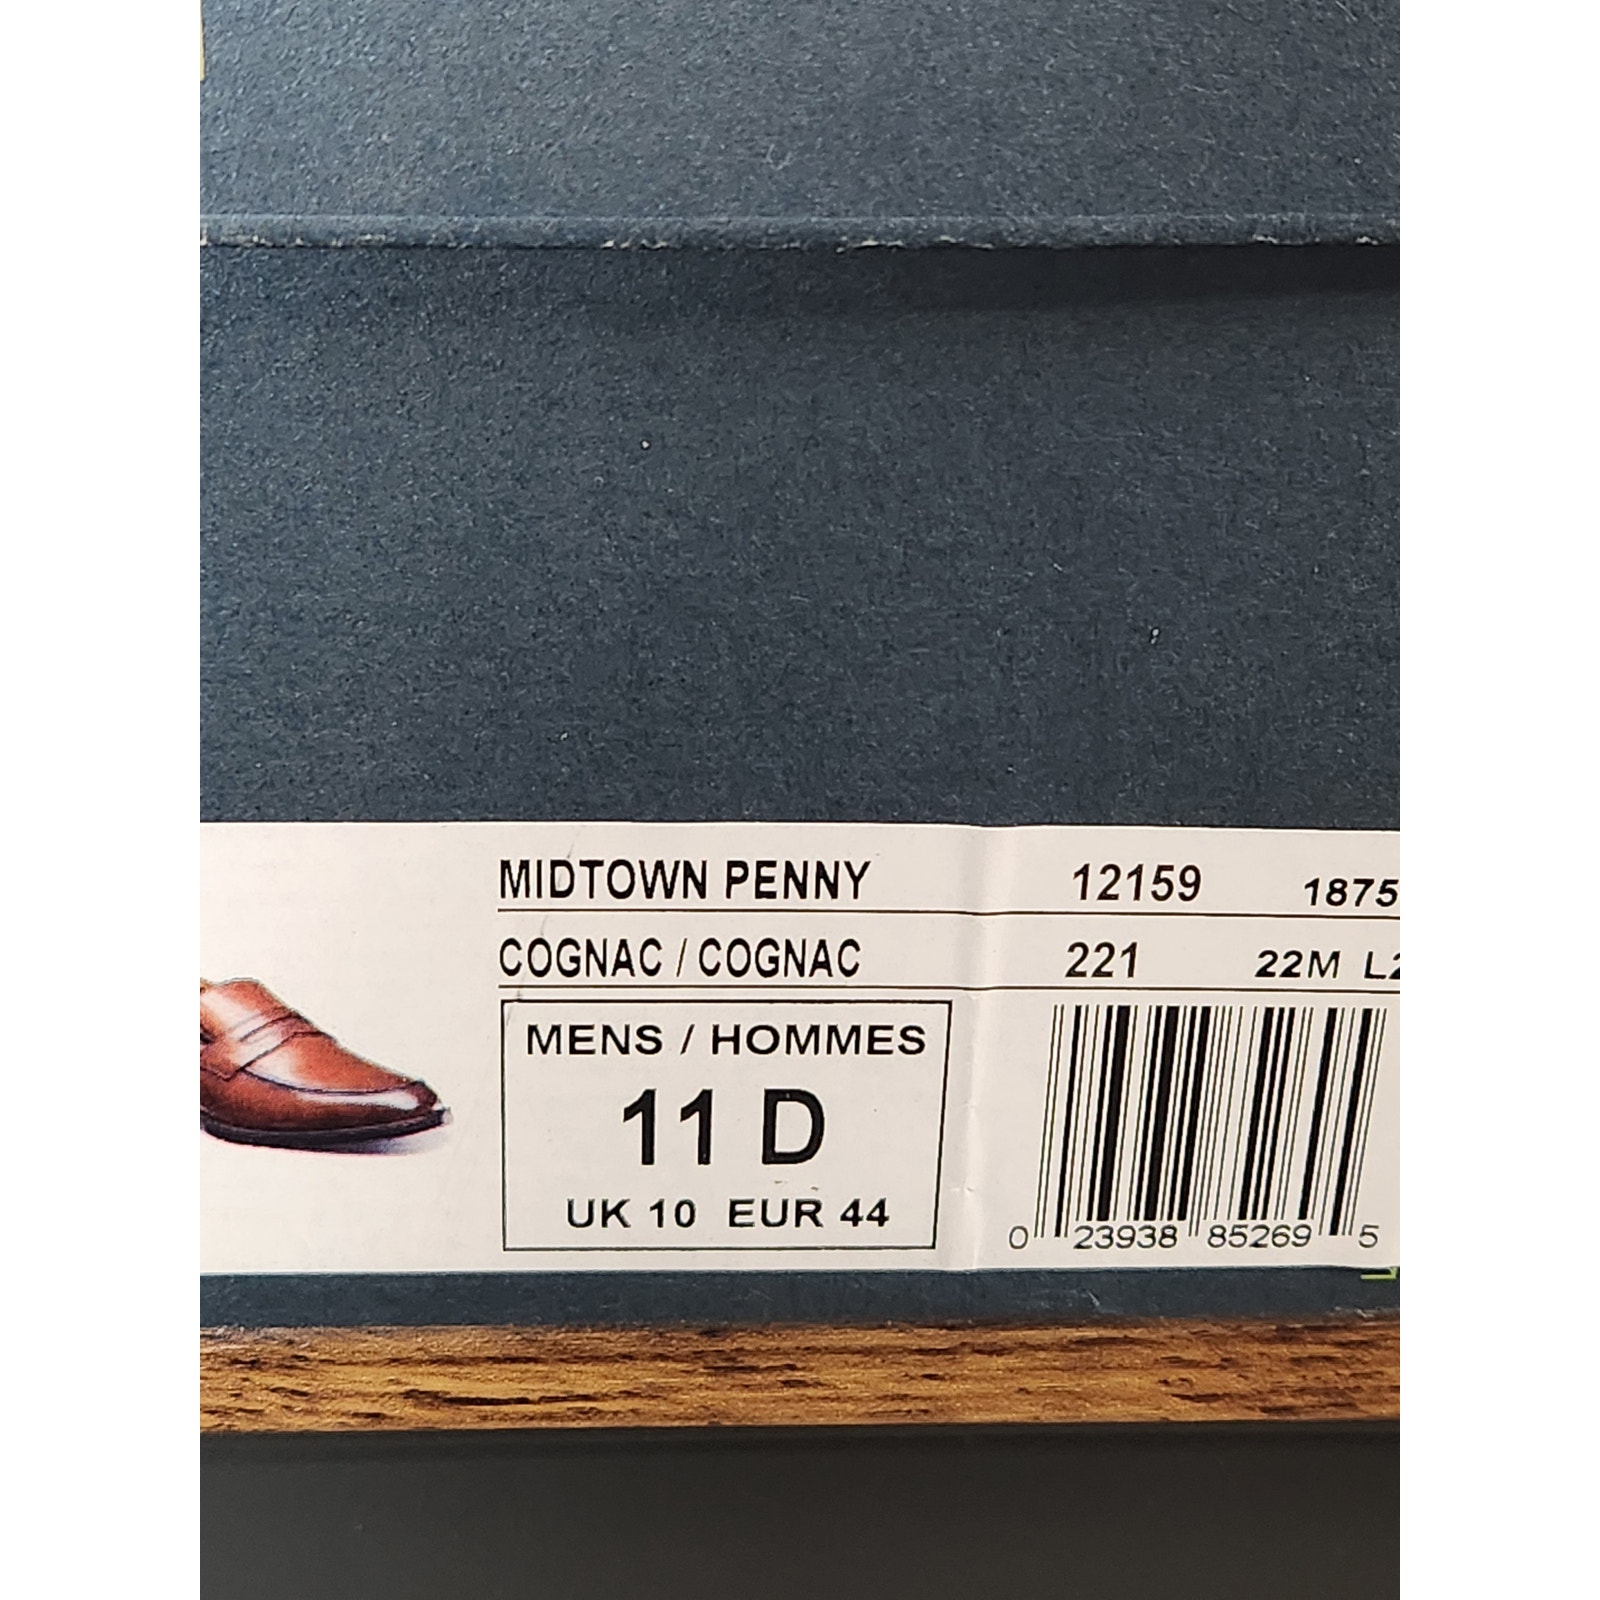 MIDTOWN PENNY 12159 1875
COGNAC / COGNAC 221 22M L2
MENS / HOMMES
11 D
UK 10 EUR 44
0 23938 85269 5